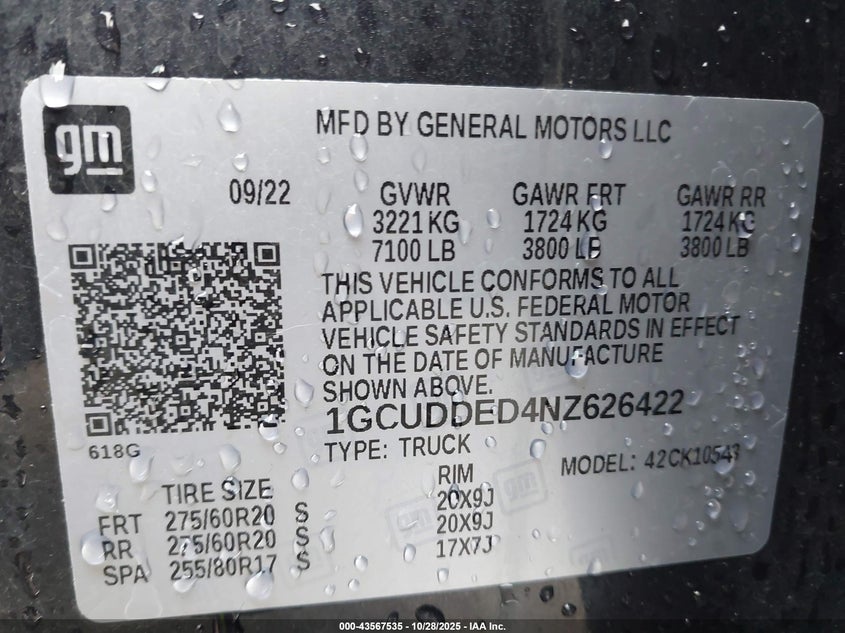 gm
MFD BY GENERAL MOTORS LLC
09/22 GVWR GAWR FRT GAWR RR
3221 KG 1724 KG 1724 KG
7100 LB 3800 LB 3800 LB
THIS VEHICLE CONFORMS TO ALL
APPLICABLE U.S. FEDERAL MOTOR
VEHICLE SAFETY STANDARDS IN EFFECT
ON THE DATE OF MANUFACTURE
SHOWN ABOVE.
1GCUDDED4NZ626422
618G
TYPE: TRUCK MODEL: 42CK10543
TIRE SIZE RIM
FRT 275/60R20 S 20X9J
RR 275/60R20 S 20X9J
SPA 255/80R17 S 17X7J
000-43567535 - 10/28/2025 - IAA Inc.